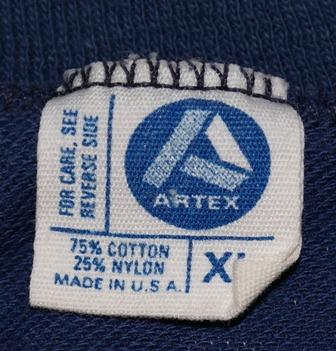 FOR CARE, SEE
REVERSE SIDE
ARTEX
75% COTTON
25% NYLON
MADE IN U.S.A.